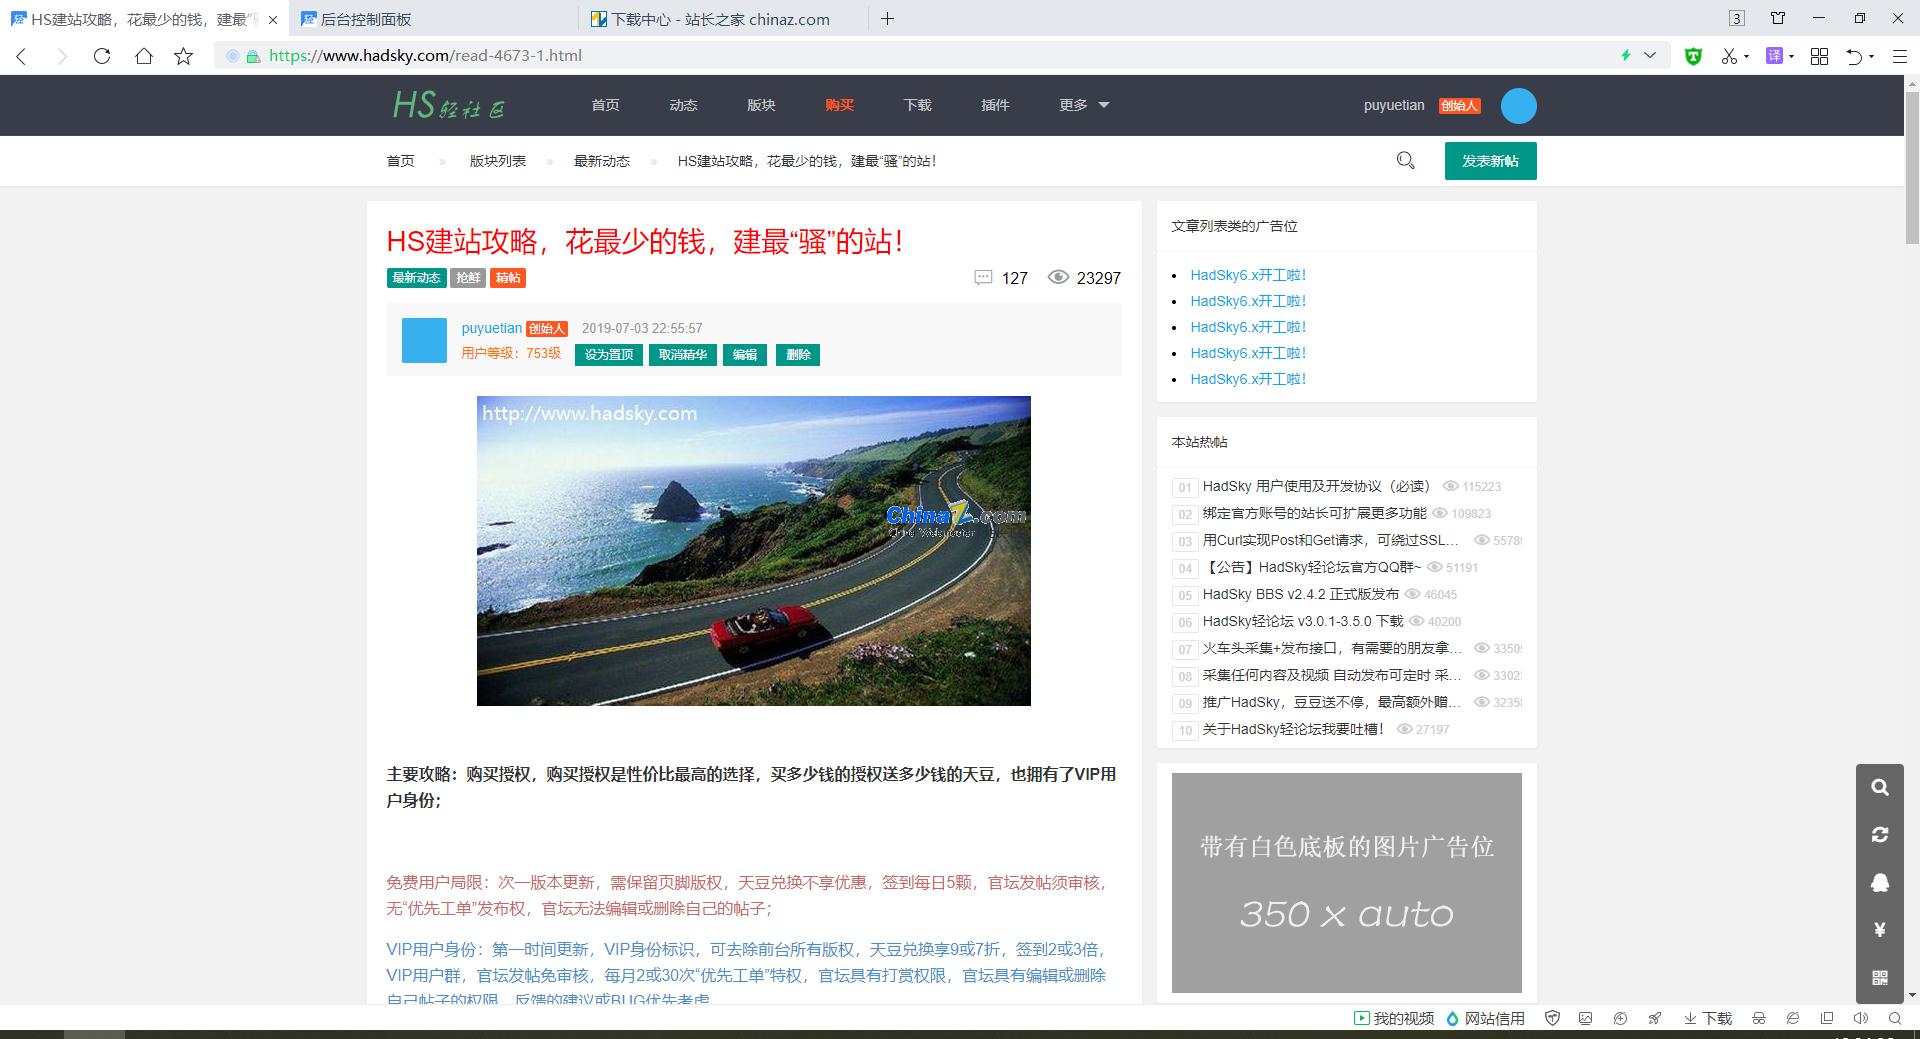 HS建站攻略，花最少的钱，建最"骚
后台控制面板
下载中心 - 站长之家 chinaz.com
3
https://www.hadsky.com/read-4673-1.html
译
HS轻社区
首页
动态
版块
购买
下载
插件
更多
puyuetian 创始人
首页 » 版块列表 » 最新动态 » HS建站攻略，花最少的钱，建最“骚”的站！
发表新帖
HS建站攻略，花最少的钱，建最“骚”的站！
最新动态 抢鲜 精帖
127 23297
puyuetian 创始人 2019-07-03 22:55:57
用户等级：753级 设为置顶 取消精华 编辑 删除
http://www.hadsky.com
ChinaZ.com
China Webmaster
主要攻略：购买授权，购买授权是性价比最高的选择，买多少钱的授权送多少钱的天豆，也拥有了VIP用
户身份；
免费用户局限：次一版本更新，需保留页脚版权，天豆兑换不享优惠，签到每日5颗，官坛发帖须审核，
无“优先工单”发布权，官坛无法编辑或删除自己的帖子；
VIP用户身份：第一时间更新，VIP身份标识，可去除前台所有版权，天豆兑换享9或7折，签到2或3倍，
VIP用户群，官坛发帖免审核，每月2或30次“优先工单”特权，官坛具有打赏权限，官坛具有编辑或删除
自己帖子的权限，反馈的建议或BUG优先考虑
文章列表类的广告位
HadSky6.x开工啦！
HadSky6.x开工啦！
HadSky6.x开工啦！
HadSky6.x开工啦！
HadSky6.x开工啦！
本站热帖
01 HadSky 用户使用及开发协议（必读） 115223
02 绑定官方账号的站长可扩展更多功能 109823
03 用Curl实现Post和Get请求，可绕过SSL... 5578
04 【公告】HadSky轻论坛官方QQ群~ 51191
05 HadSky BBS v2.4.2 正式版发布 46045
06 HadSky轻论坛 v3.0.1-3.5.0 下载 40200
07 火车头采集+发布接口，有需要的朋友拿... 3350
08 采集任何内容及视频 自动发布可定时 采... 3302
09 推广HadSky，豆豆送不停，最高额外赠... 3235
10 关于HadSky轻论坛我要吐槽！ 27197
带有白色底板的图片广告位
350 x auto
¥
我的视频
网站信用
下载